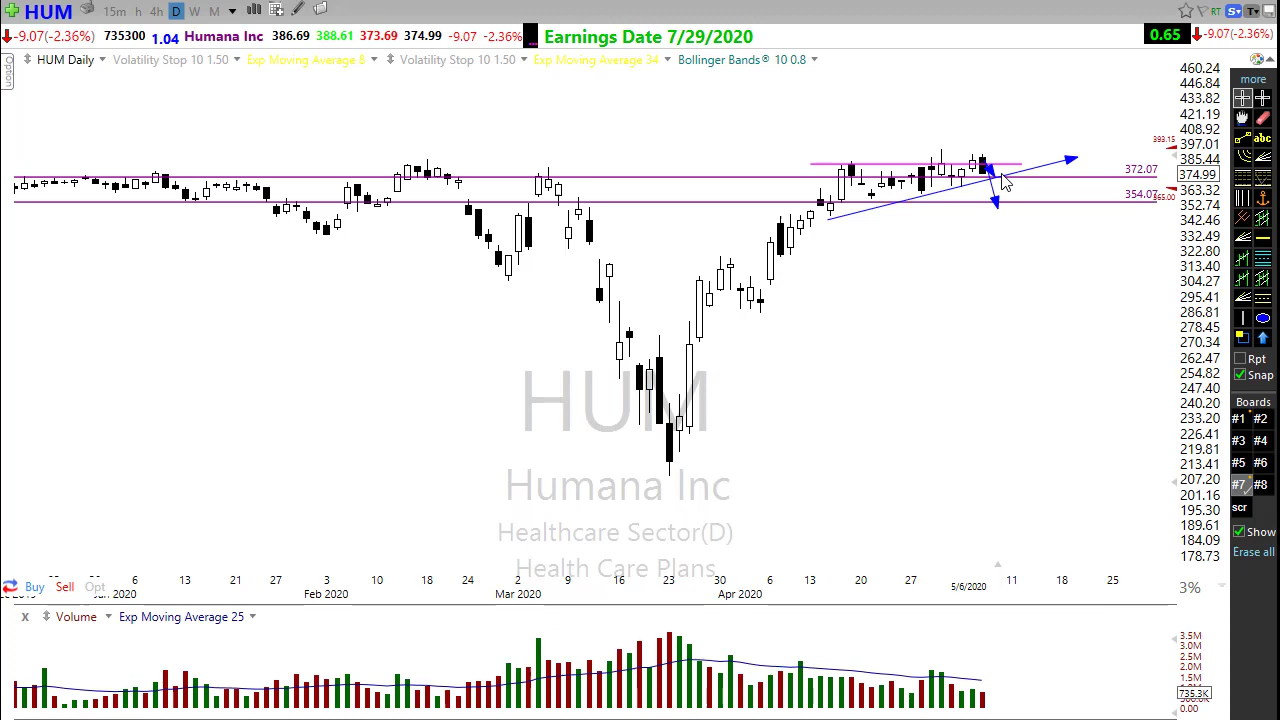 HUM 15m h 4h D W M RT S T
-9.07(-2.36%) 735300 1.04 Humana Inc 386.69 388.61 373.69 374.99 -9.07 -2.36% Earnings Date 7/29/2020 0.65 -9.07(-2.36%)
Option
HUM Daily Volatility Stop 10 1.50 Exp Moving Average 8 Volatility Stop 10 1.50 Exp Moving Average 34 Bollinger Bands® 10 0.8
460.24
446.84
433.82
421.19
408.92
397.01
385.44
374.99
363.32
352.74
342.46
332.49
322.80
313.40
304.27
295.41
286.81
278.45
270.34
262.47
254.82
247.40
240.20
233.20
226.41
219.81
213.41
207.20
201.16
195.30
189.61
184.09
178.73
393.15
372.07
354.07
365.00
HUM
Humana Inc
Healthcare Sector(D)
Health Care Plans
Buy Sell Opt
6 13 21 27 3 10 18 24 2 9 16 23 30 6 13 20 27 5/6/2020 11 18 25
2020 Feb 2020 Mar 2020 Apr 2020
3%
X Volume Exp Moving Average 25
3.5M
3.0M
2.5M
2.0M
1.5M
735.3K
0.00
more
abc
Rpt
Snap
Boards
#1 #2
#3 #4
#5 #6
#7 #8
scr
Show
Erase all